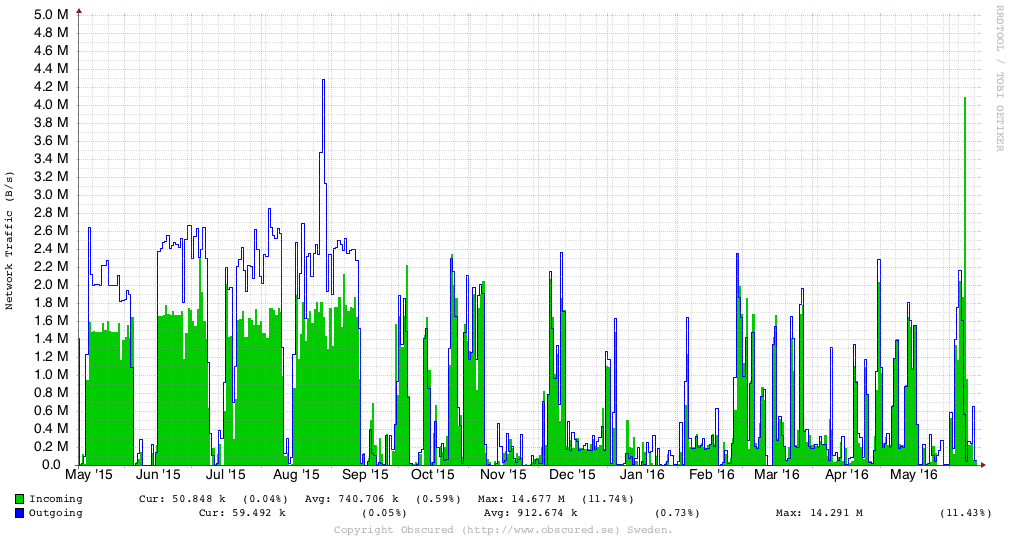 5.0 M
4.8 M
4.6 M
4.4 M
4.2 M
4.0 M
3.8 M
3.6 M
3.4 M
3.2 M
3.0 M
2.8 M
2.6 M
2.4 M
2.2 M
2.0 M
1.8 M
1.6 M
1.4 M
1.2 M
1.0 M
0.8 M
0.6 M
0.4 M
0.2 M
0.0
Network Traffic (B/s)
RRDTOOL / TOBI OETIKER
May '15 Jun '15 Jul '15 Aug '15 Sep '15 Oct '15 Nov '15 Dec '15 Jan '16 Feb '16 Mar '16 Apr '16 May'16
Incoming Cur: 50.848 k (0.04%) Avg: 740.706 k (0.59%) Max: 14.677 M (11.74%)
Outgoing Cur: 59.492 k (0.05%) Avg: 912.674 k (0.73%) Max: 14.291 M (11.43%)
Copyright Obscured (http://www.obscured.se) Sweden.